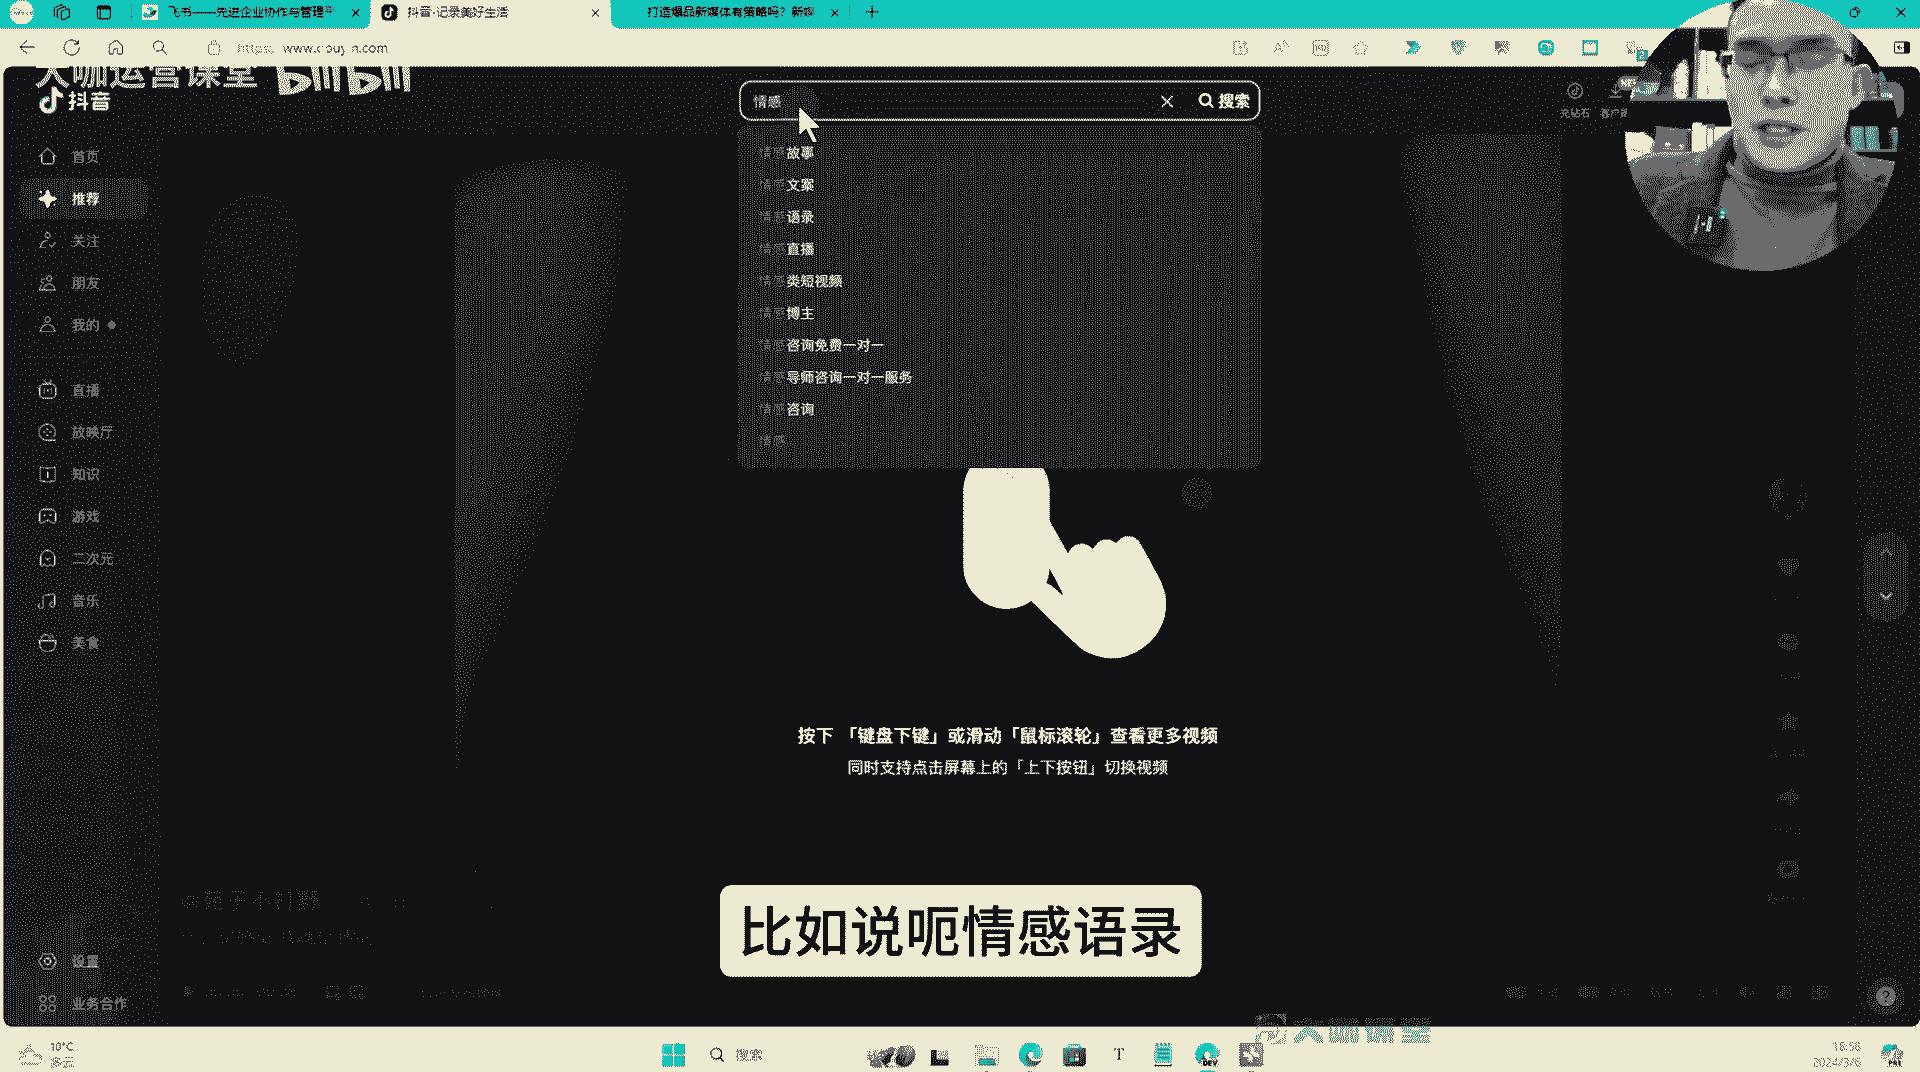 飞书——先进企业协作与管理平
抖音-记录美好生活
打造爆品新媒体有策略吗？新媒
www.douyin.com
大咖运营课堂 bilibili
抖音
情感
搜索
充钻石
首页
推荐
关注
朋友
我的
直播
放映厅
知识
游戏
二次元
音乐
美食
设置
业务合作
情感故事
情感文案
情感语录
情感直播
情感类短视频
情感博主
情感咨询免费一对一
情感导师咨询一对一服务
情感咨询
情感
按下 「键盘下键」或滑动「鼠标滚轮」查看更多视频
同时支持点击屏幕上的「上下按钮」切换视频
比如说呃情感语录
大咖课堂
10°C
多云
搜索
18:58
2024/3/6